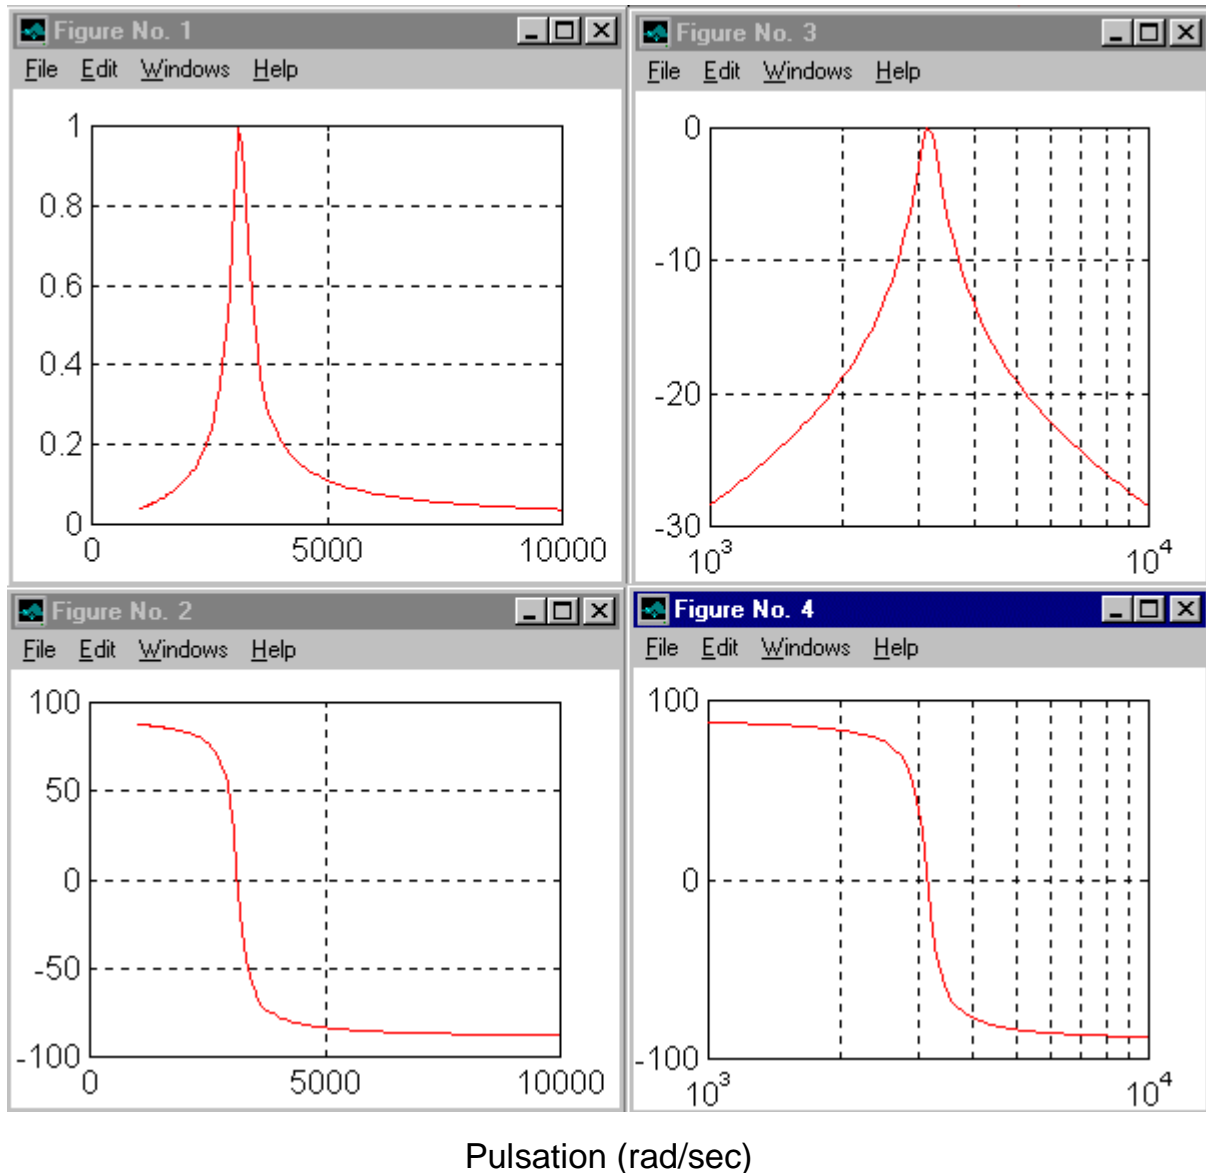 Figure No. 1
File Edit Windows Help
1
0.8
0.6
0.4
0.2
0
0 5000 10000
Figure No. 3
File Edit Windows Help
0
-10
-20
-30
10^3 10^4
Figure No. 2
File Edit Windows Help
100
50
0
-50
-100
0 5000 10000
Figure No. 4
File Edit Windows Help
100
0
-100
10^3 10^4
Pulsation (rad/sec)